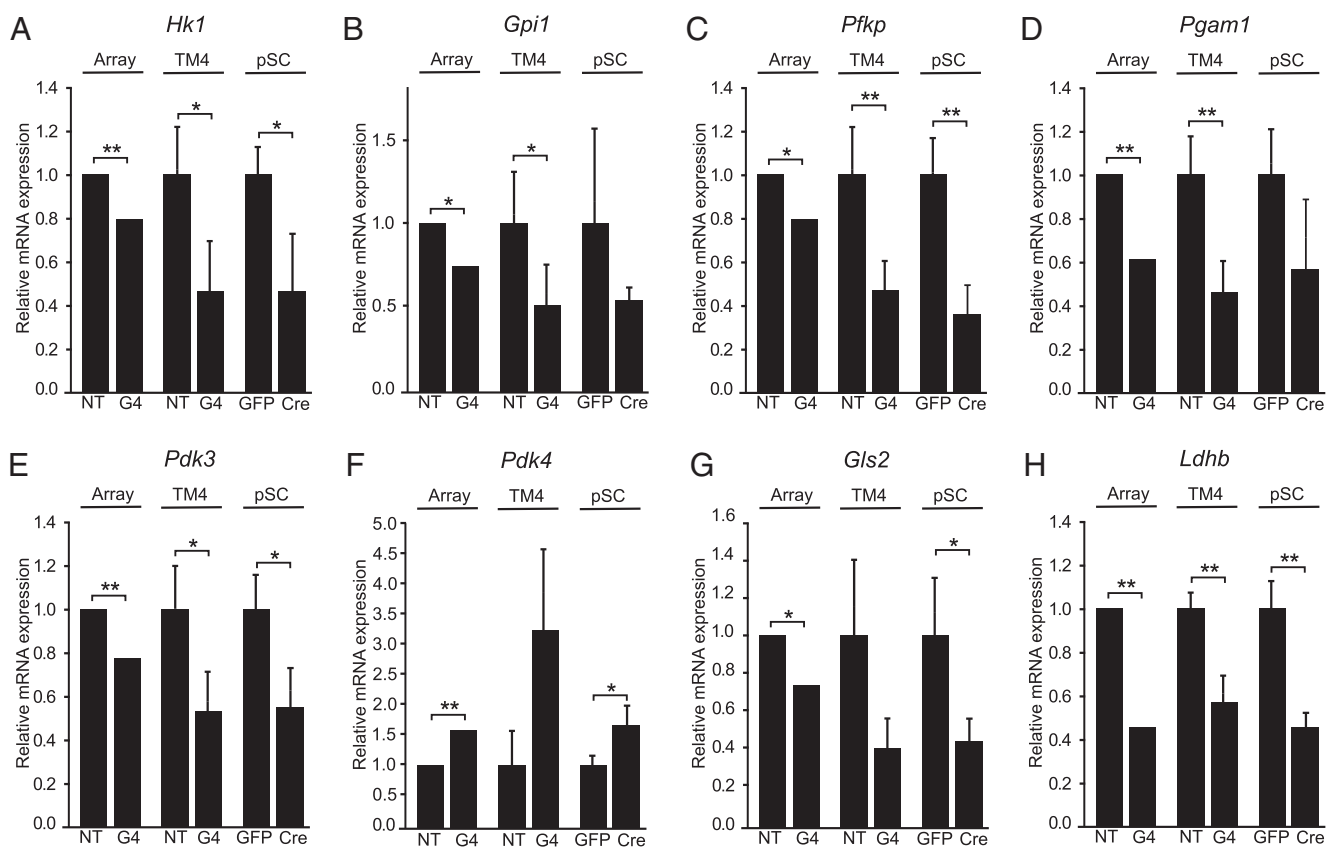 A Hk1 B Gpi1 C Pfkp D Pgam1
Array TM4 pSC Array TM4 pSC Array TM4 pSC Array TM4 pSC
Relative mRNA expression
1.4
1.2
1.0
0.8
0.6
0.4
0.2
0.0
** * *
NT G4 NT G4 GFP Cre
Relative mRNA expression
1.5
1.0
0.5
0.0
* *
NT G4 NT G4 GFP Cre
Relative mRNA expression
1.4
1.2
1.0
0.8
0.6
0.4
0.2
0.0
* ** **
NT G4 NT G4 GFP Cre
Relative mRNA expression
1.4
1.2
1.0
0.8
0.6
0.4
0.2
0.0
** **
NT G4 NT G4 GFP Cre
E Pdk3 F Pdk4 G Gls2 H Ldhb
Array TM4 pSC Array TM4 pSC Array TM4 pSC Array TM4 pSC
Relative mRNA expression
1.4
1.2
1.0
0.8
0.6
0.4
0.2
0.0
** * *
NT G4 NT G4 GFP Cre
Relative mRNA expression
5.0
4.5
4.0
3.5
3.0
2.5
2.0
1.5
1.0
0.5
0.0
** *
NT G4 NT G4 GFP Cre
Relative mRNA expression
1.6
1.4
1.2
1.0
0.8
0.6
0.4
0.2
0.0
* *
NT G4 NT G4 GFP Cre
Relative mRNA expression
1.4
1.2
1.0
0.8
0.6
0.4
0.2
0.0
** ** **
NT G4 NT G4 GFP Cre